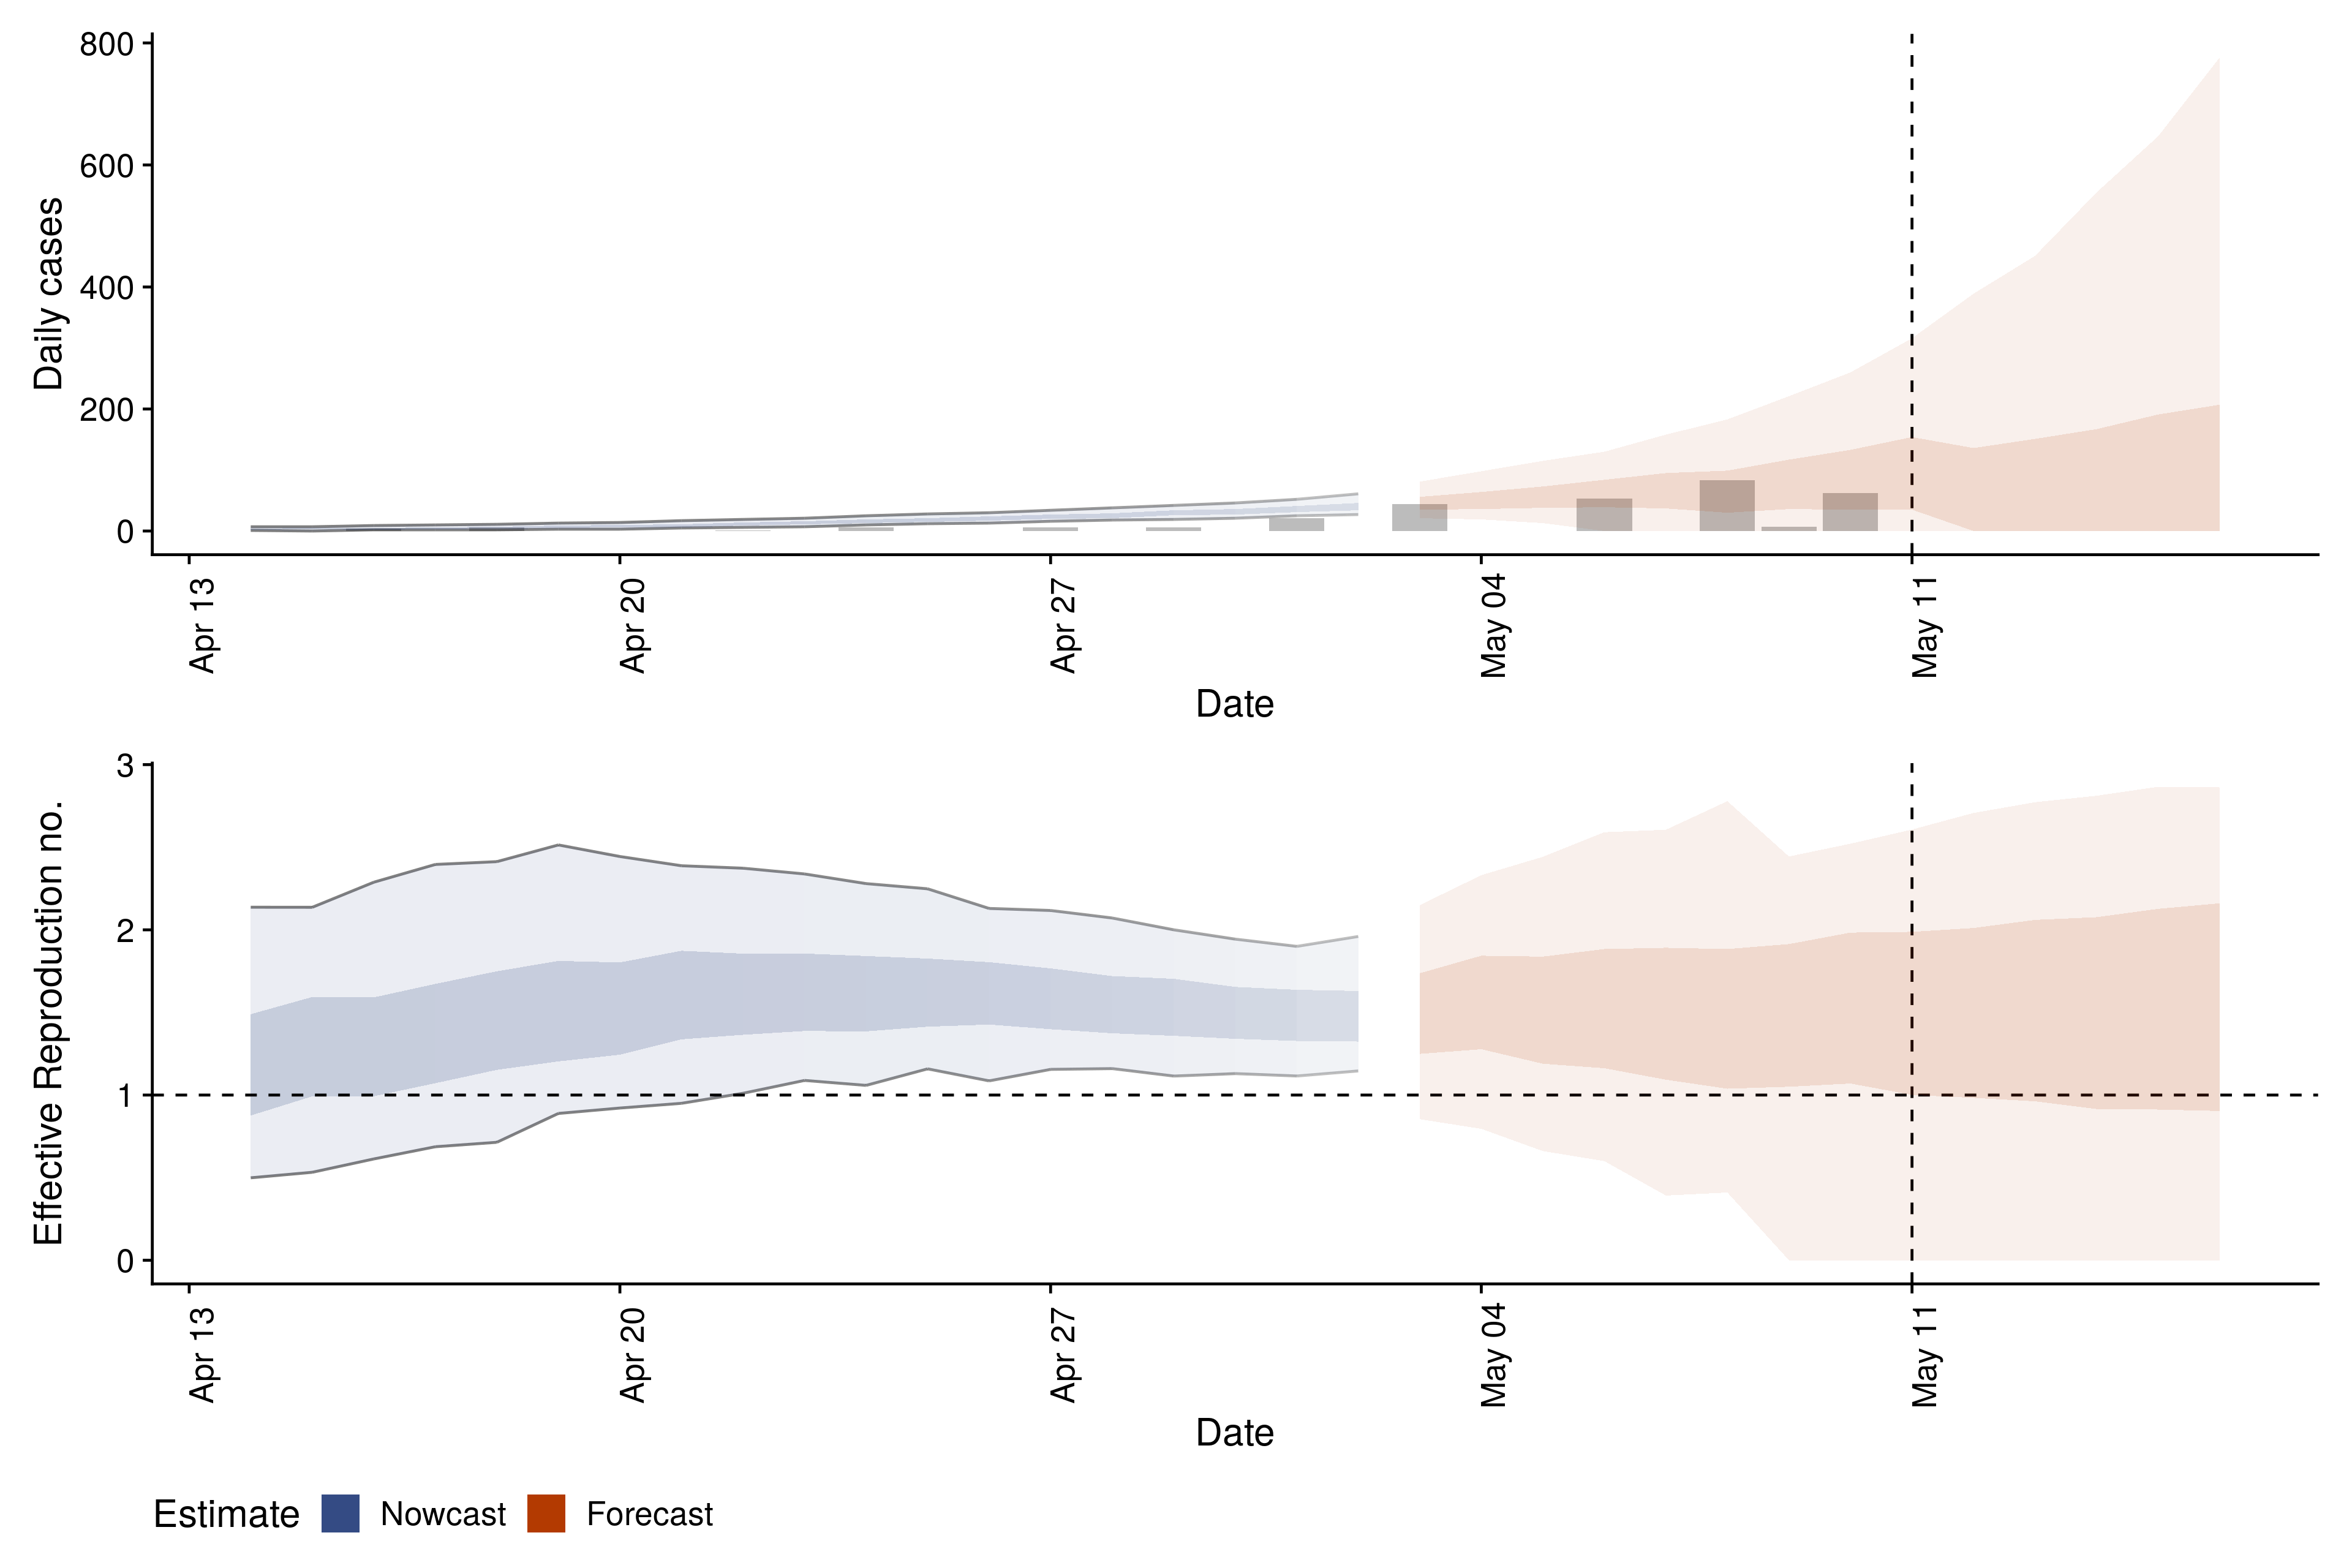 800
600
400
200
0
Daily cases
Apr 13
Apr 20
Apr 27
May 04
May 11
Date
3
2
1
0
Effective Reproduction no.
Apr 13
Apr 20
Apr 27
May 04
May 11
Date
Estimate Nowcast Forecast